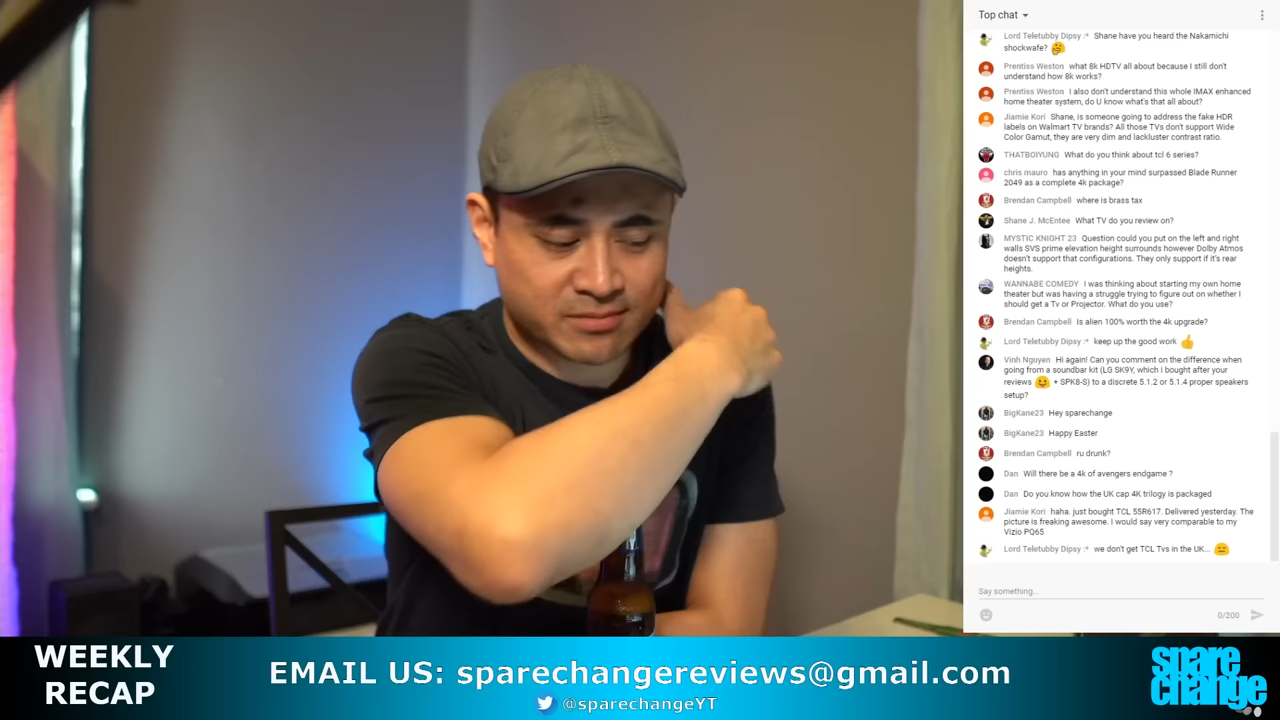 Top chat
Lord Teletubby Dipsy :* Shane have you heard the Nakamichi
shockwafe?
Prentiss Weston what 8k HDTV all about because I still don't
understand how 8k works?
Prentiss Weston I also don't understand this whole IMAX enhanced
home theater system, do U know what's that all about?
Jiamie Kori Shane, is someone going to address the fake HDR
labels on Walmart TV brands? All those TVs don't support Wide
Color Gamut, they are very dim and lackluster contrast ratio.
THATBOIYUNG What do you think about tcl 6 series?
chris mauro has anything in your mind surpassed Blade Runner
2049 as a complete 4k package?
Brendan Campbell where is brass tax
Shane J. McEntee What TV do you review on?
MYSTIC KNIGHT 23 Question could you put on the left and right
walls SVS prime elevation height surrounds however Dolby Atmos
doesn't support that configurations. They only support if it's rear
heights.
WANNABE COMEDY I was thinking about starting my own home
theater but was having a struggle trying to figure out on whether I
should get a Tv or Projector. What do you use?
Brendan Campbell Is alien 100% worth the 4k upgrade?
Lord Teletubby Dipsy :* keep up the good work
Vinh Nguyen Hi again! Can you comment on the difference when
going from a soundbar kit (LG SK9Y, which I bought after your
reviews + SPK8-S) to a discrete 5.1.2 or 5.1.4 proper speakers
setup?
BigKane23 Hey sparechange
BigKane23 Happy Easter
Brendan Campbell ru drunk?
Dan Will there be a 4k of avengers endgame ?
Dan Do you know how the UK cap 4K trilogy is packaged
Jiamie Kori haha. just bought TCL 55R617. Delivered yesterday. The
picture is freaking awesome. I would say very comparable to my
Vizio PQ65
Lord Teletubby Dipsy :* we don't get TCL Tvs in the UK...
Say something...
0/200
WEEKLY
RECAP
EMAIL US: sparechangereviews@gmail.com
@sparechangeYT
spare
change